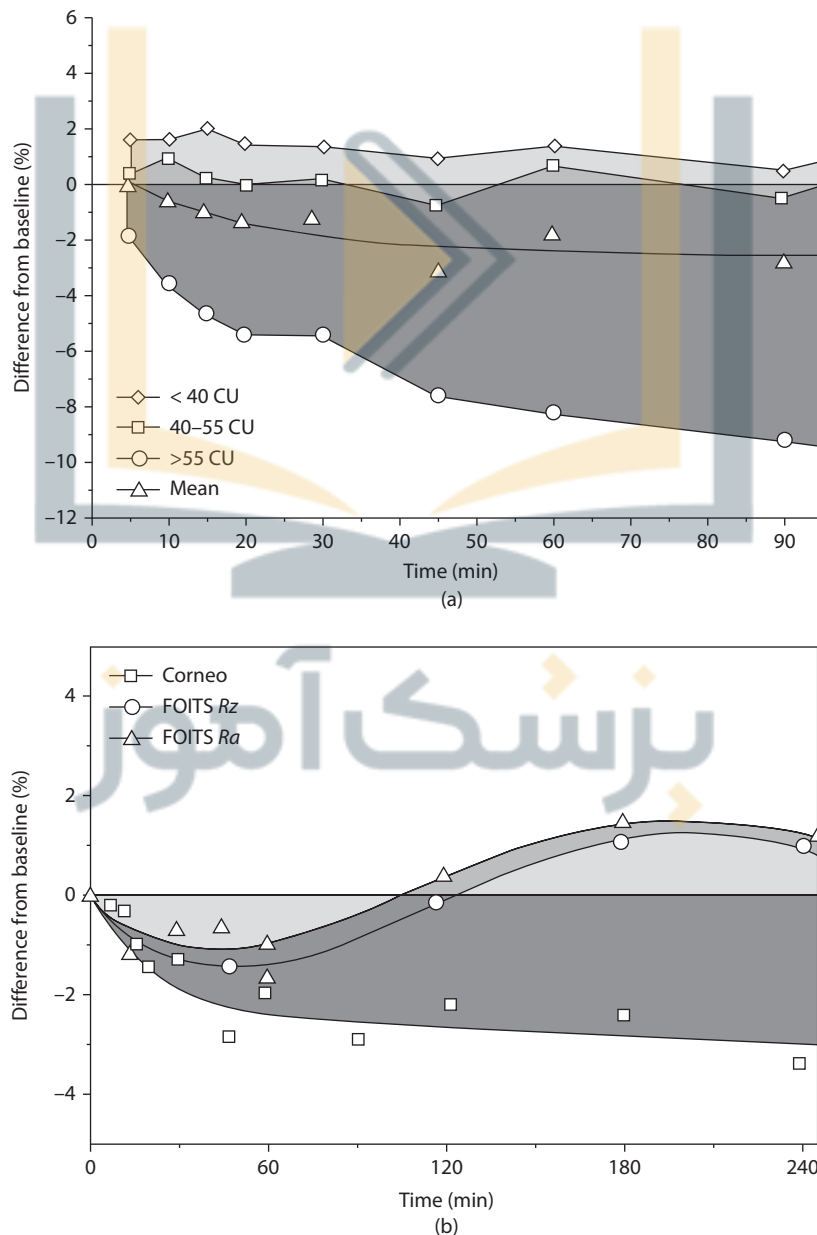 6
4
2
0
−2
−4
−6
−8
−10
−12
Difference from baseline (%)
< 40 CU
40–55 CU
>55 CU
Mean
0 10 20 30 40 50 60 70 80 90
Time (min)
(a)
پزشک آموز
Corneo
FOITS Rz
FOITS Ra
4
2
0
−2
−4
Difference from baseline (%)
0 60 120 180 240
Time (min)
(b)